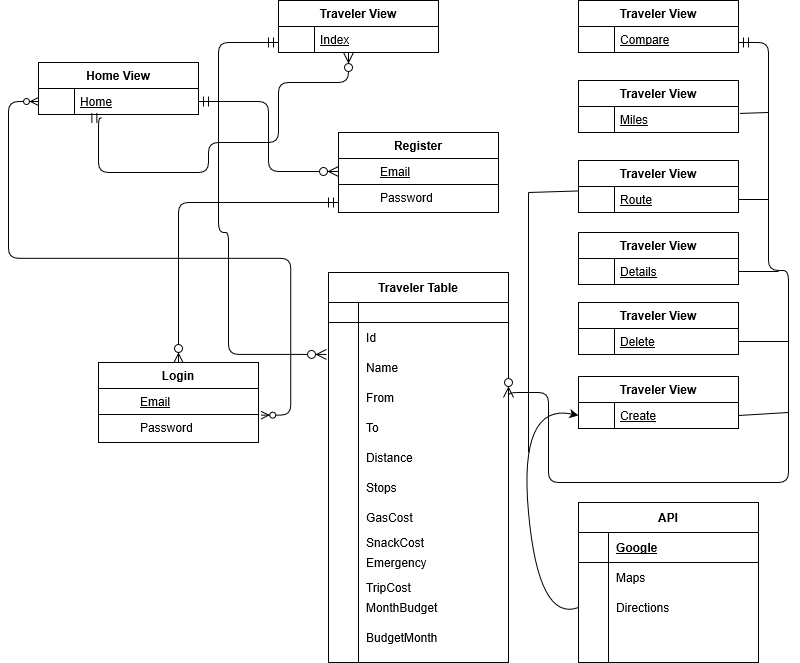 Traveler View
Index
Traveler View
Compare
Home View
Home
Traveler View
Miles
Register
Email
Password
Traveler View
Route
Traveler View
Details
Traveler Table
Id
Name
From
To
Distance
Stops
GasCost
SnackCost
Emergency
TripCost
MonthBudget
BudgetMonth
Traveler View
Delete
Login
Email
Password
Traveler View
Create
API
Google
Maps
Directions